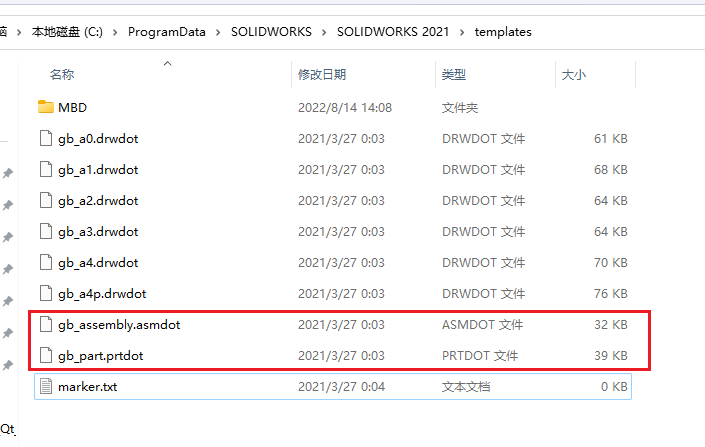 脑 › 本地磁盘 (C:) › ProgramData › SOLIDWORKS › SOLIDWORKS 2021 › templates
名称 修改日期 类型 大小
MBD 2022/8/14 14:08 文件夹
gb_a0.drwdot 2021/3/27 0:03 DRWDOT 文件 61 KB
gb_a1.drwdot 2021/3/27 0:03 DRWDOT 文件 68 KB
gb_a2.drwdot 2021/3/27 0:03 DRWDOT 文件 64 KB
gb_a3.drwdot 2021/3/27 0:03 DRWDOT 文件 64 KB
gb_a4.drwdot 2021/3/27 0:03 DRWDOT 文件 70 KB
gb_a4p.drwdot 2021/3/27 0:03 DRWDOT 文件 76 KB
gb_assembly.asmdot 2021/3/27 0:03 ASMDOT 文件 32 KB
gb_part.prtdot 2021/3/27 0:03 PRTDOT 文件 39 KB
marker.txt 2021/3/27 0:04 文本文档 0 KB
_Qt_